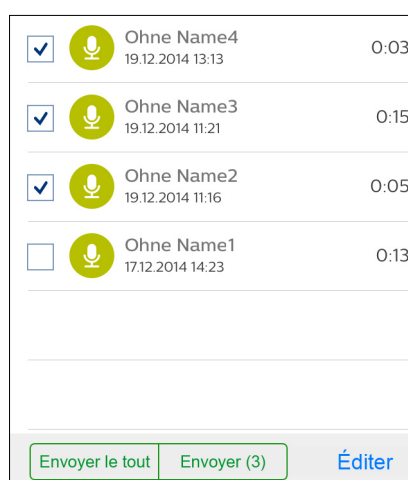 Ohne Name4
19.12.2014 13:13
0:03
Ohne Name3
19.12.2014 11:21
0:15
Ohne Name2
19.12.2014 11:16
0:05
Ohne Name1
17.12.2014 14:23
0:13
Envoyer le tout
Envoyer (3)
Éditer